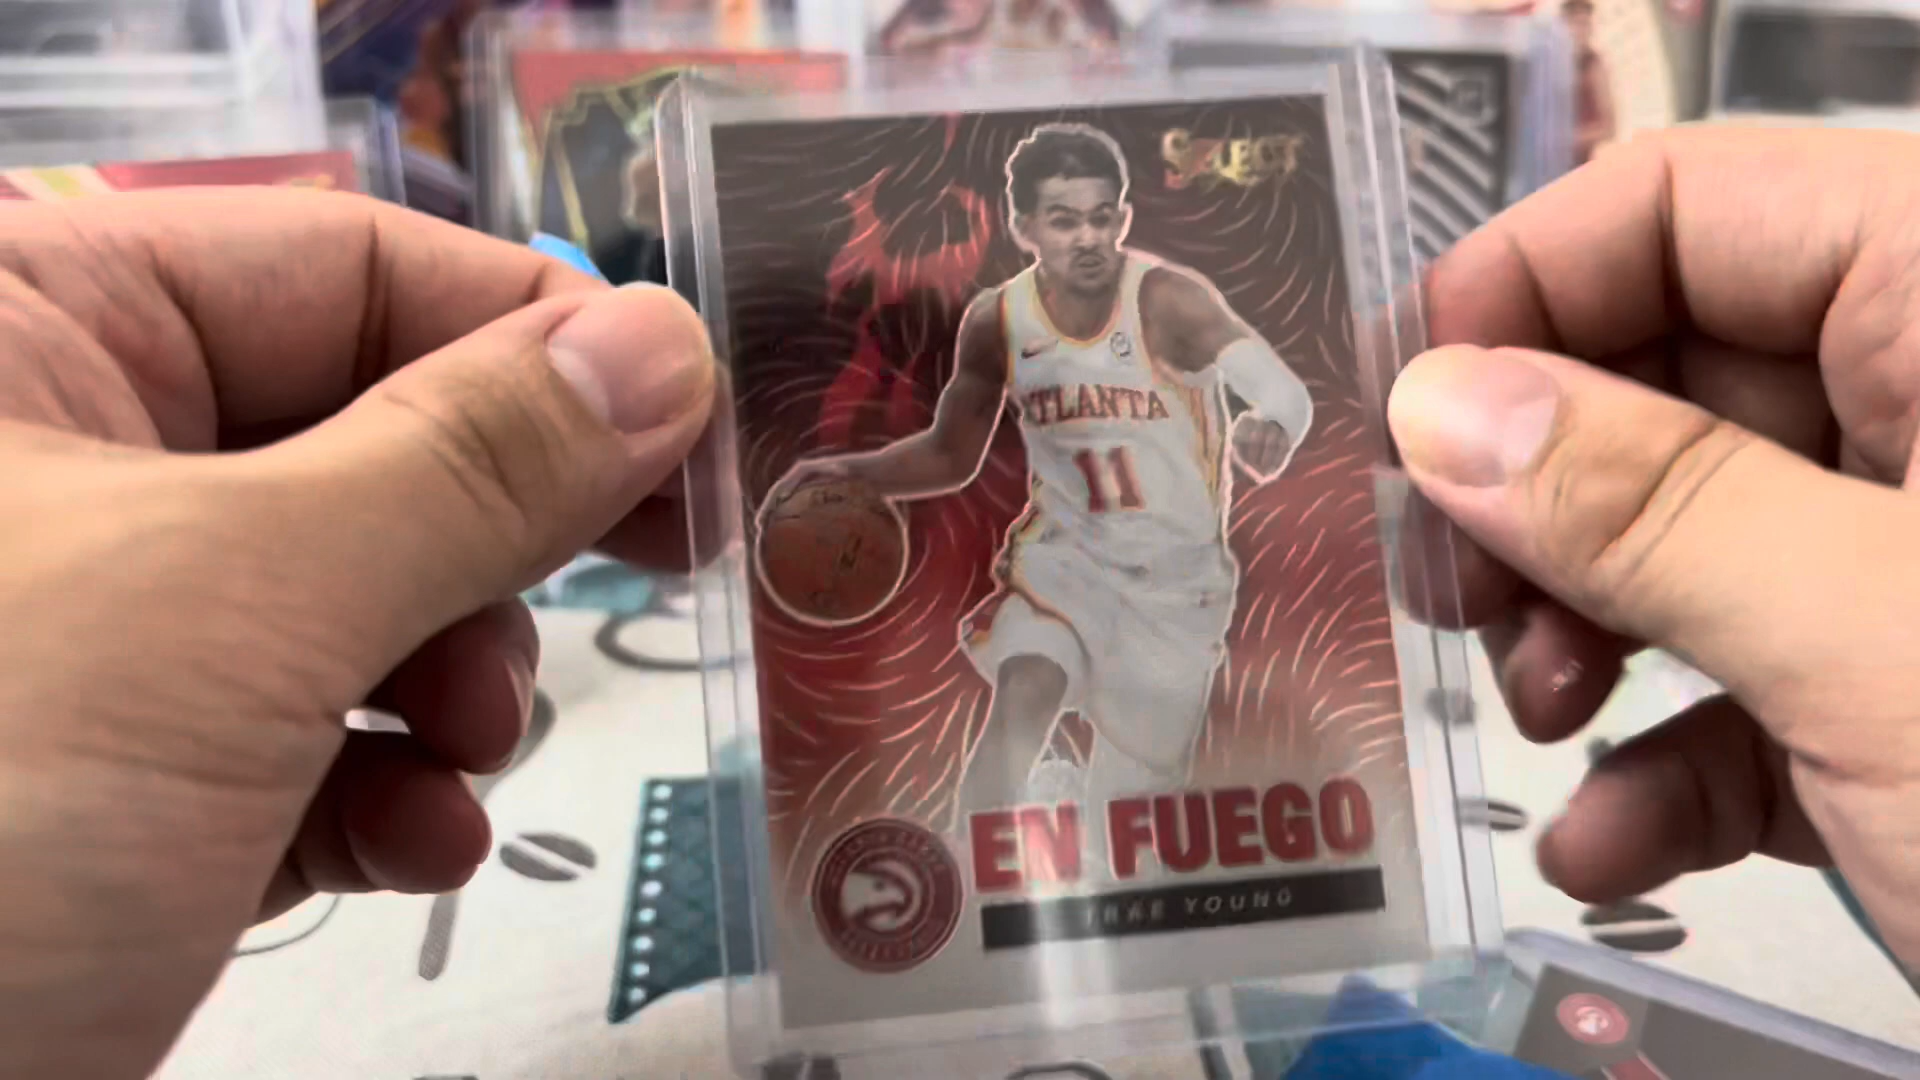 SELECT
ATLANTA
11
EN FUEGO
TRAE YOUNG